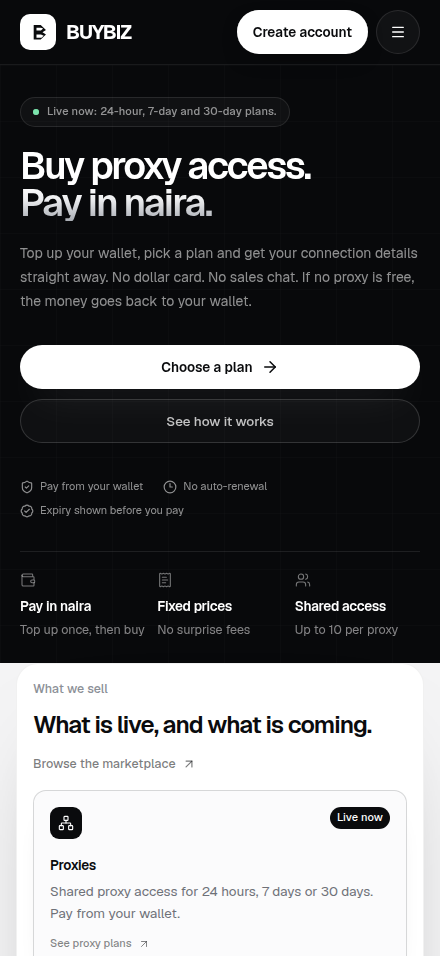 BUYBIZ
Create account
Live now: 24-hour, 7-day and 30-day plans.
Buy proxy access.
Pay in naira.
Top up your wallet, pick a plan and get your connection details
straight away. No dollar card. No sales chat. If no proxy is free,
the money goes back to your wallet.
Choose a plan
See how it works
Pay from your wallet
No auto-renewal
Expiry shown before you pay
Pay in naira
Top up once, then buy
Fixed prices
No surprise fees
Shared access
Up to 10 per proxy
What we sell
What is live, and what is coming.
Browse the marketplace
Live now
Proxies
Shared proxy access for 24 hours, 7 days or 30 days.
Pay from your wallet.
See proxy plans